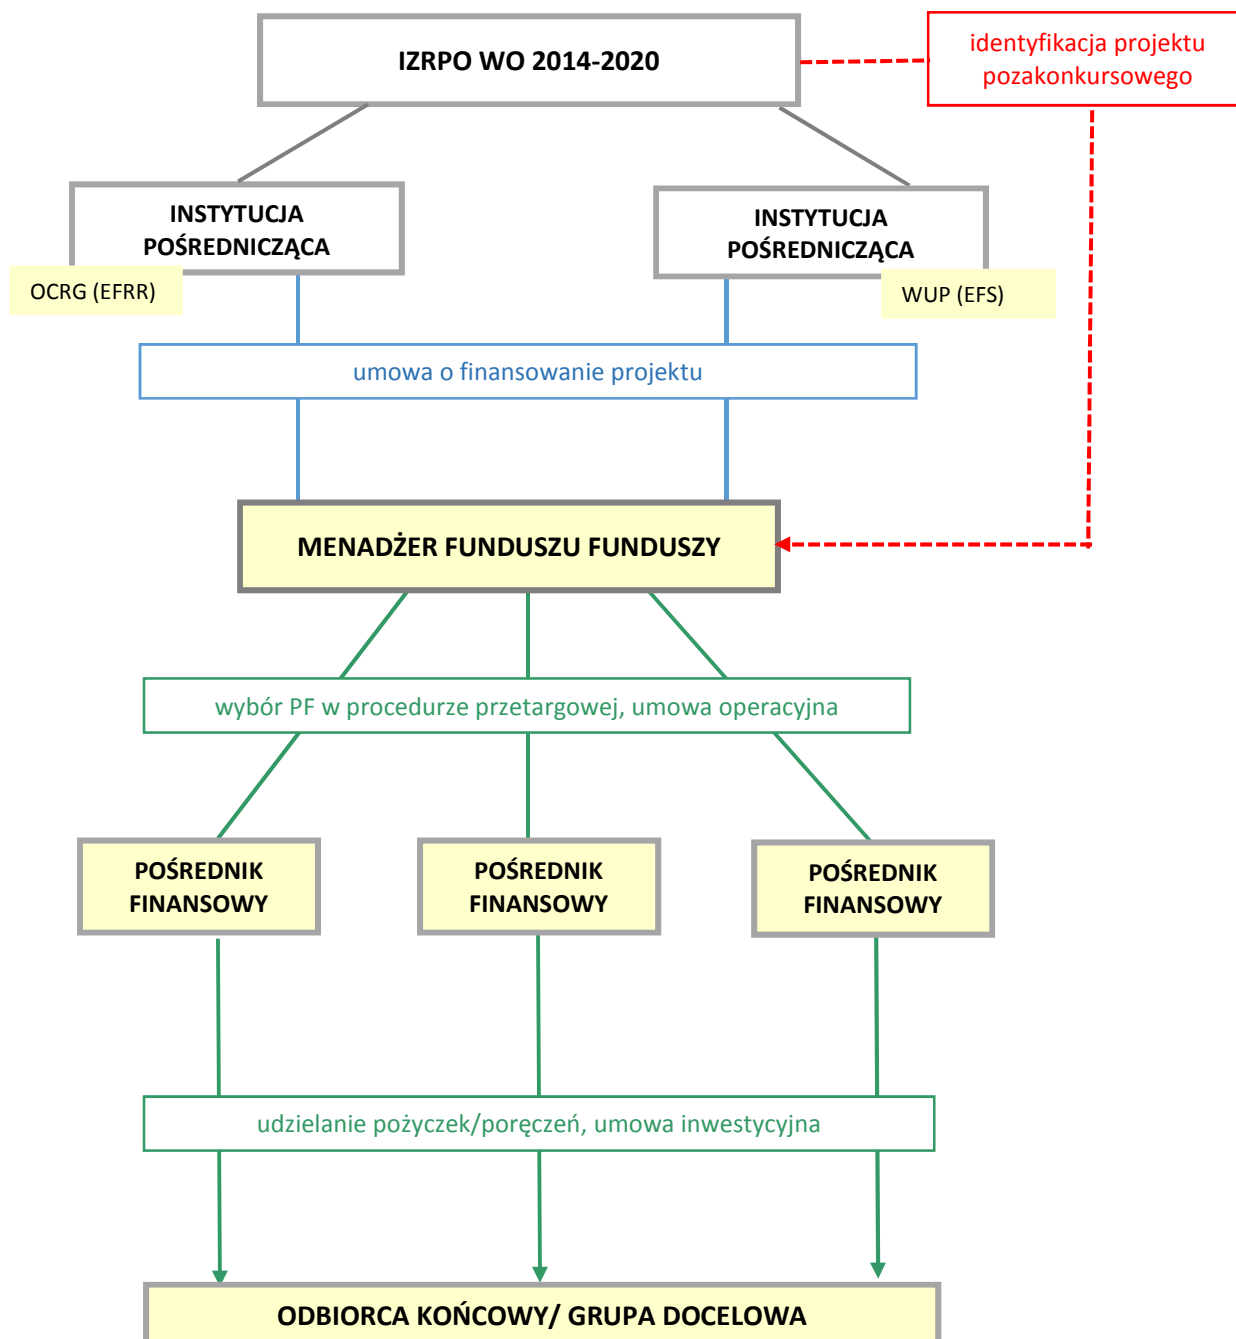 IZRPO WO 2014-2020
identyfikacja projektu
pozakonkursowego
INSTYTUCJA
POŚREDNICZĄCA
OCRG (EFRR)
INSTYTUCJA
POŚREDNICZĄCA
WUP (EFS)
umowa o finansowanie projektu
MENADŻER FUNDUSZU FUNDUSZY
wybór PF w procedurze przetargowej, umowa operacyjna
POŚREDNIK
FINANSOWY
POŚREDNIK
FINANSOWY
POŚREDNIK
FINANSOWY
udzielanie pożyczek/poręczeń, umowa inwestycyjna
ODBIORCA KOŃCOWY/ GRUPA DOCELOWA